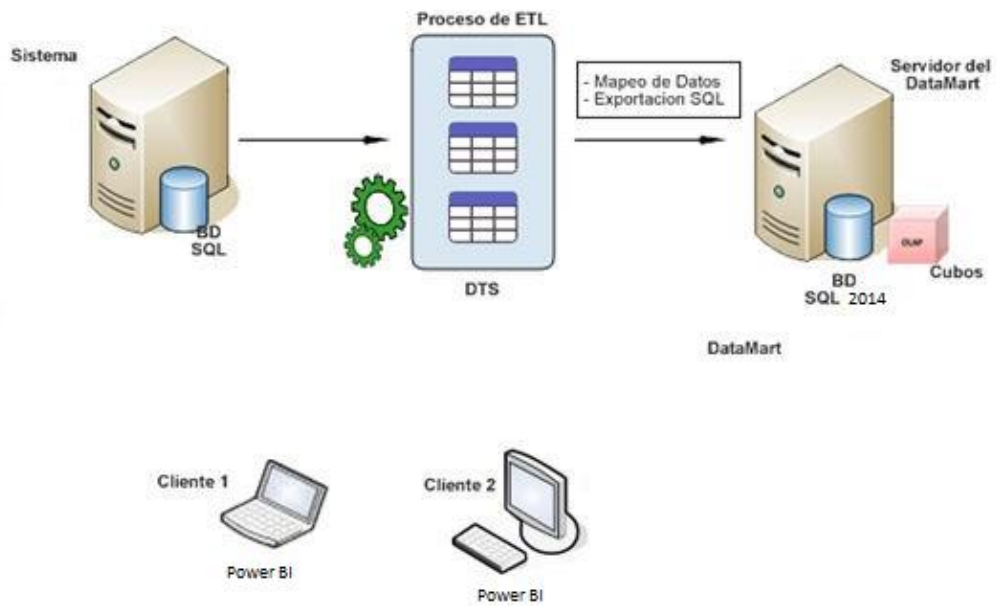 Proceso de ETL
Sistema
- Mapeo de Datos
- Exportacion SQL
Servidor del
DataMart
BD
SQL
DTS
OLAP
Cubos
BD
SQL 2014
DataMart
Cliente 1
Power BI
Cliente 2
Power BI